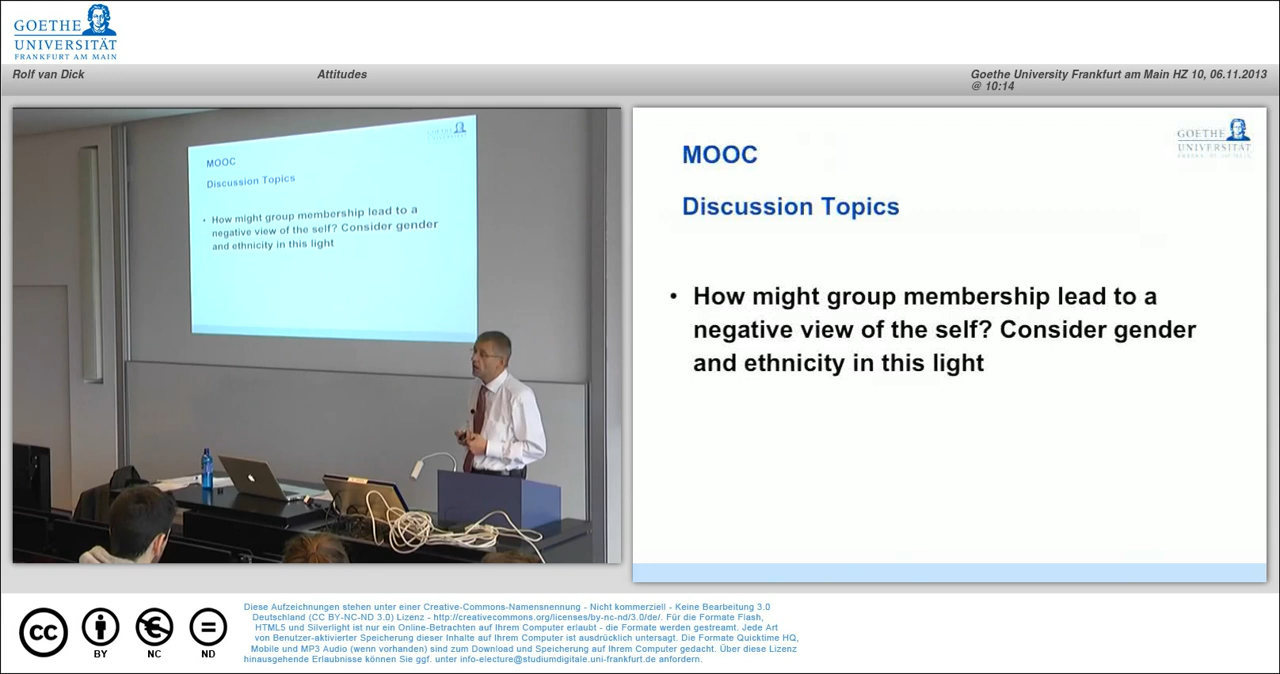 GOETHE
UNIVERSITÄT
FRANKFURT AM MAIN
Rolf van Dick
Attitudes
Goethe University Frankfurt am Main HZ 10, 06.11.2013
@ 10:14
MOOC
Discussion Topics
• How might group membership lead to a
negative view of the self? Consider gender
and ethnicity in this light
GOETHE
UNIVERSITÄT
MOOC
Discussion Topics
• How might group membership lead to a
negative view of the self? Consider gender
and ethnicity in this light
cc
BY
NC
ND
Diese Aufzeichnungen stehen unter einer Creative-Commons-Namensnennung - Nicht kommerziell - Keine Bearbeitung 3.0
Deutschland (CC BY-NC-ND 3.0) Lizenz - http://creativecommons.org/licenses/by-nc-nd/3.0/de/. Für die Formate Flash,
HTML5 und Silverlight ist nur ein Online-Betrachten auf Ihrem Computer erlaubt - die Formate werden gestreamt. Jede Art
von Benutzer-aktivierter Speicherung dieser Inhalte auf Ihrem Computer ist ausdrücklich untersagt. Die Formate Quicktime HQ,
Mobile und MP3 Audio (wenn vorhanden) sind zum Download und Speicherung auf Ihrem Computer gedacht. Über diese Lizenz
hinausgehende Erlaubnisse können Sie ggf. unter info-electure@studiumdigitale.uni-frankfurt.de anfordern.